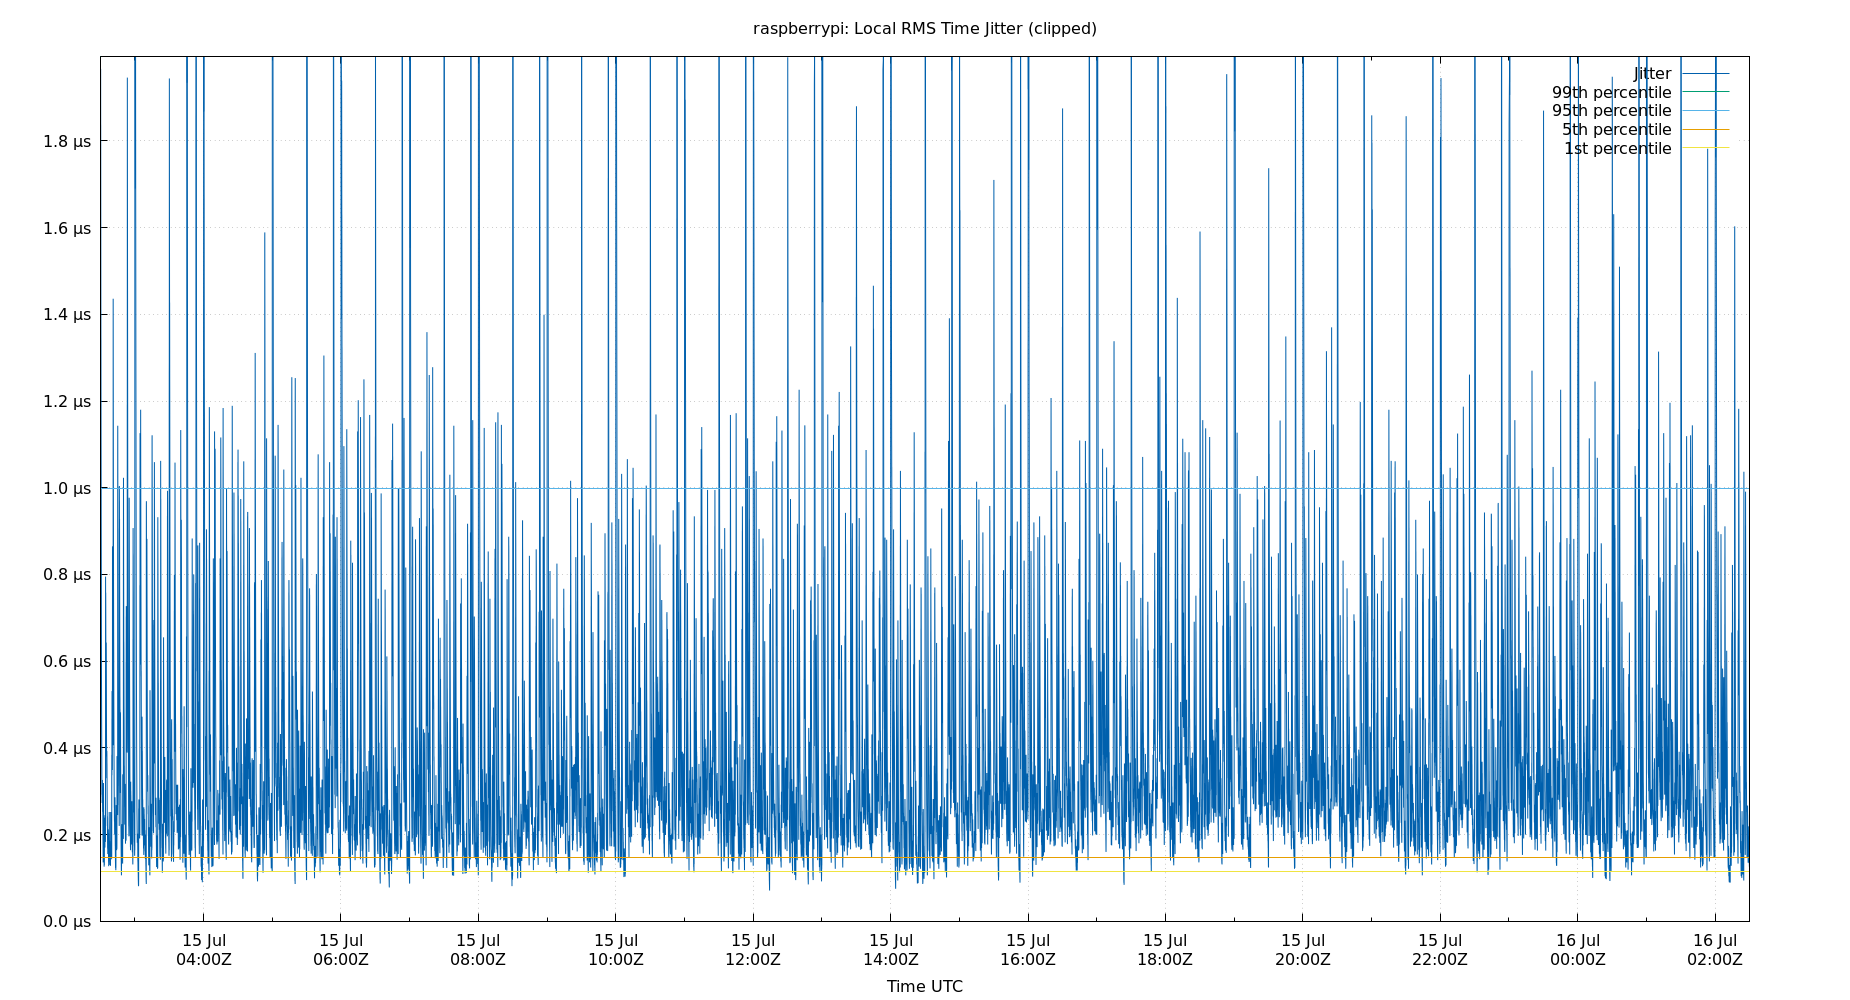 raspberrypi: Local RMS Time Jitter (clipped)
Jitter
99th percentile
95th percentile
5th percentile
1st percentile
1.8 µs
1.6 µs
1.4 µs
1.2 µs
1.0 µs
0.8 µs
0.6 µs
0.4 µs
0.2 µs
0.0 µs
15 Jul 15 Jul 15 Jul 15 Jul 15 Jul 15 Jul 15 Jul 15 Jul 15 Jul 15 Jul 16 Jul 16 Jul
04:00Z 06:00Z 08:00Z 10:00Z 12:00Z 14:00Z 16:00Z 18:00Z 20:00Z 22:00Z 00:00Z 02:00Z
Time UTC